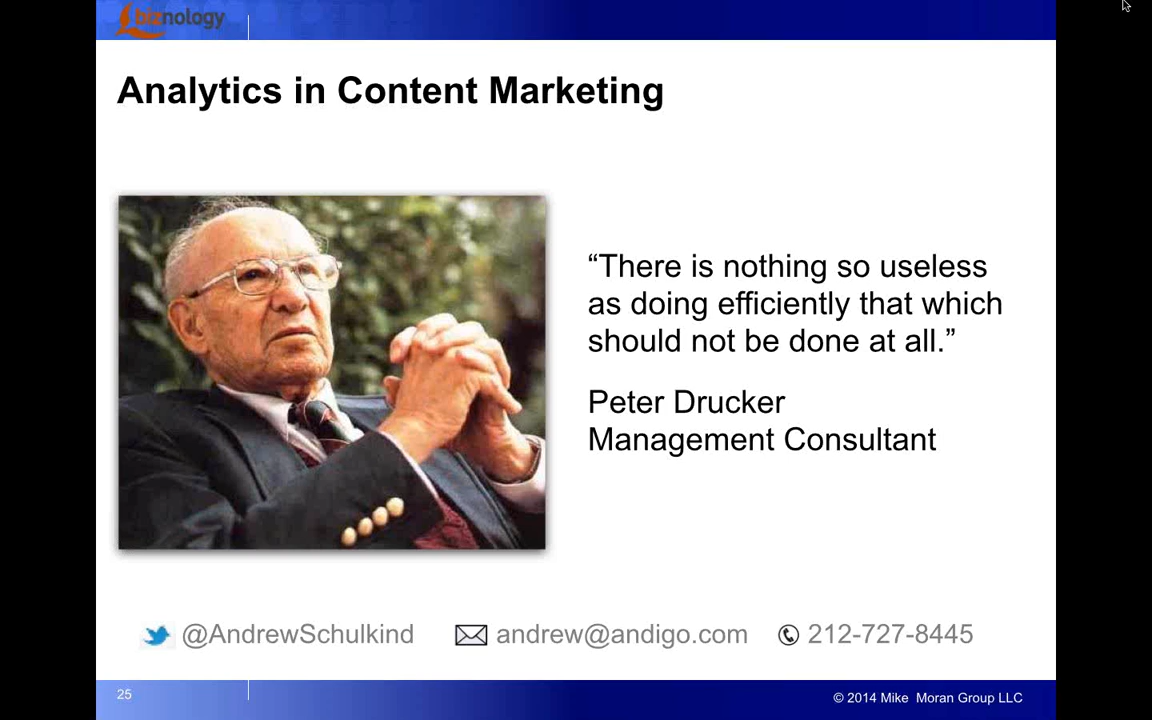 biznology
Analytics in Content Marketing
“There is nothing so useless
as doing efficiently that which
should not be done at all.”
Peter Drucker
Management Consultant
@AndrewSchulkind andrew@andigo.com 212-727-8445
25 © 2014 Mike Moran Group LLC